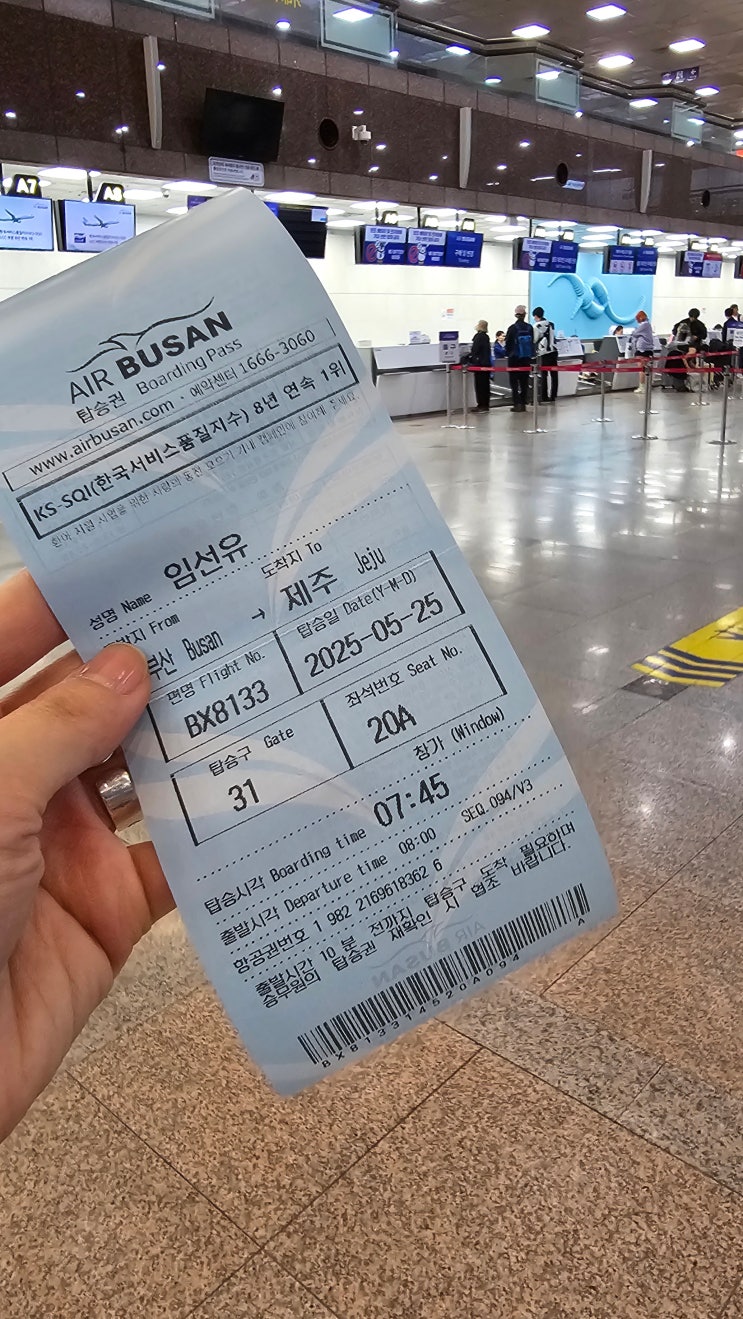 A7
A8
AIR BUSAN
탑승권 Boarding Pass
www.airbusan.com · 예약센터 1666-3060
KS-SQI(한국서비스품질지수) 8년 연속 1위
성명 Name 임선유
지 From 도착지 To
부산 Busan → 제주 Jeju
편명 Flight No. 탑승일 Date(Y-M-D)
BX8133 2025-05-25
탑승구 Gate 좌석번호 Seat No.
31 20A
창가 (Window)
탑승시각 Boarding time 07:45
출발시각 Departure time 08:00 SEQ.094/V3
항공권번호 1 982 2169618362 6
출발시간 10 분 전까지 탑승구 도착 필요하며
승무원의 탑승권 재확인 시 협조 바랍니다.
BX813314520A094 A